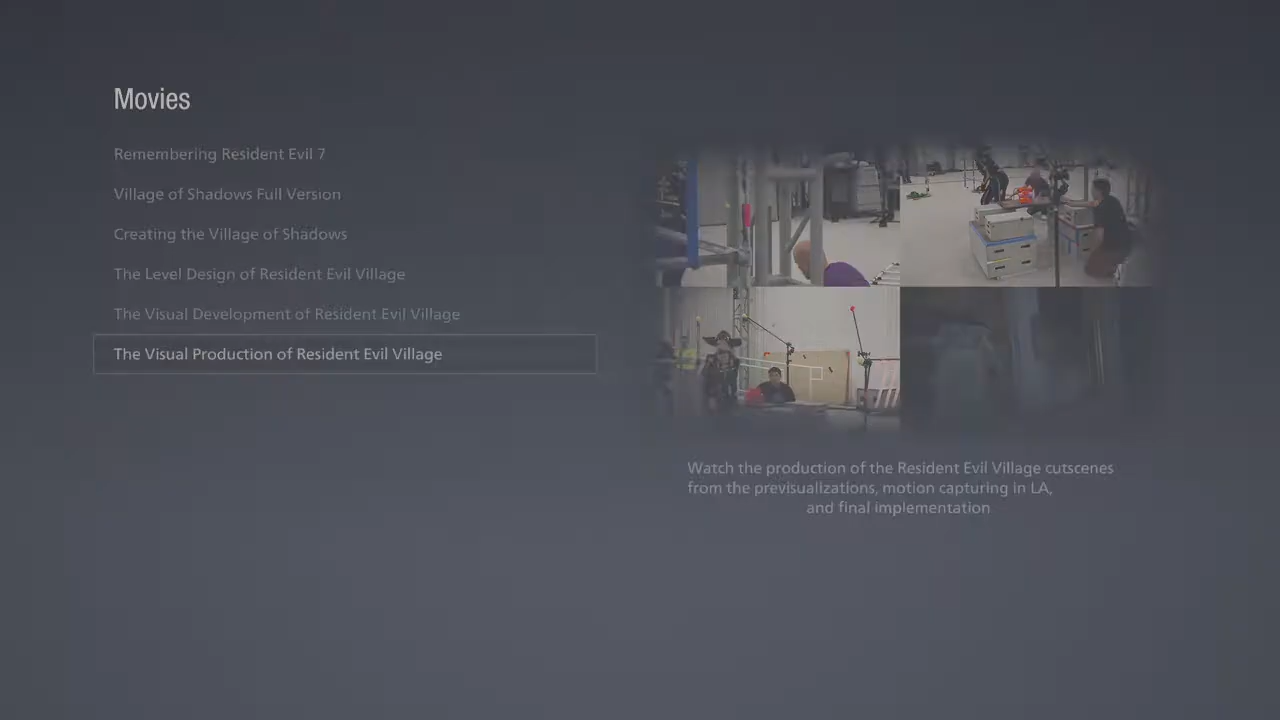 Movies
Remembering Resident Evil 7
Village of Shadows Full Version
Creating the Village of Shadows
The Level Design of Resident Evil Village
The Visual Development of Resident Evil Village
The Visual Production of Resident Evil Village
Watch the production of the Resident Evil Village cutscenes
from the previsualizations, motion capturing in LA,
and final implementation